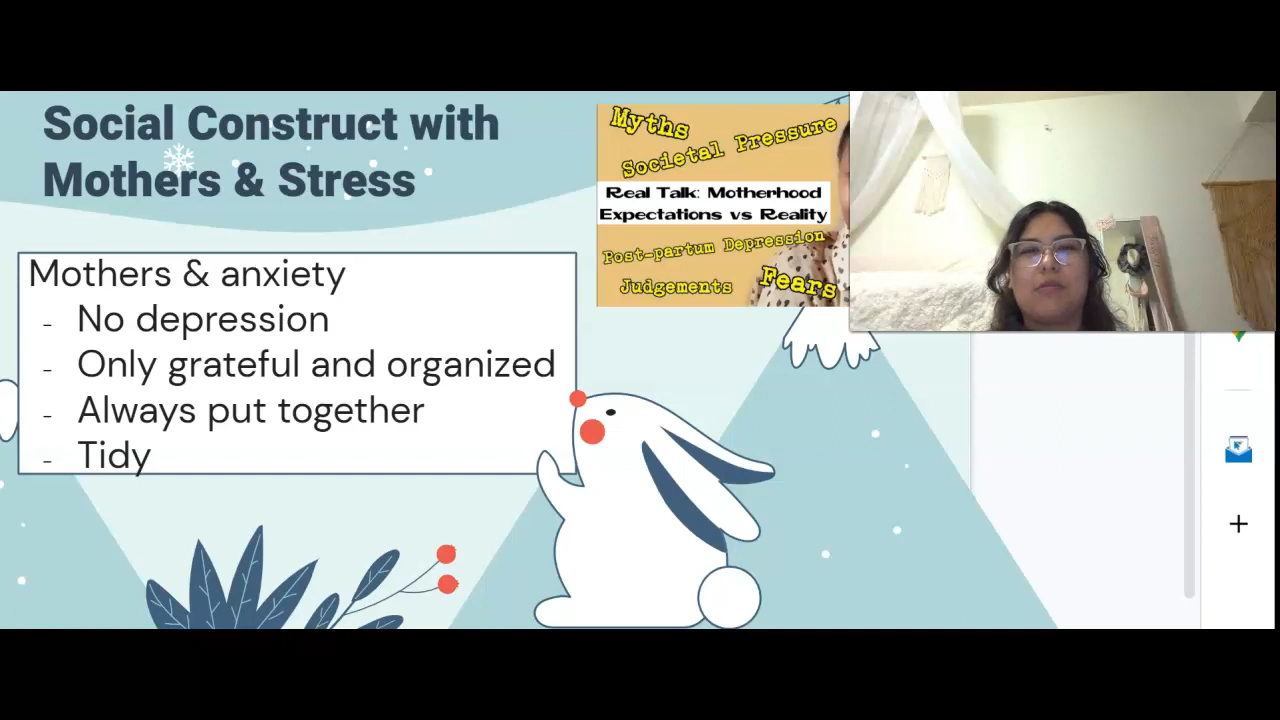 Social Construct with
Mothers & Stress
Myths
Societal Pressure
Real Talk: Motherhood
Expectations vs Reality
Post-partum Depression
Judgements
Fears
Mothers & anxiety
- No depression
- Only grateful and organized
- Always put together
- Tidy